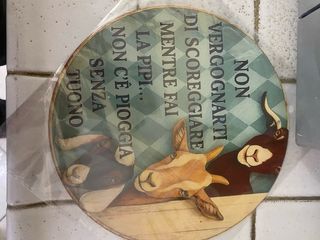 NON
VERGOGNARTI
DI SCOREGGIARE
MENTRE FAI
LA PIPÌ...
NON C'È PIOGGIA
SENZA
TUONO